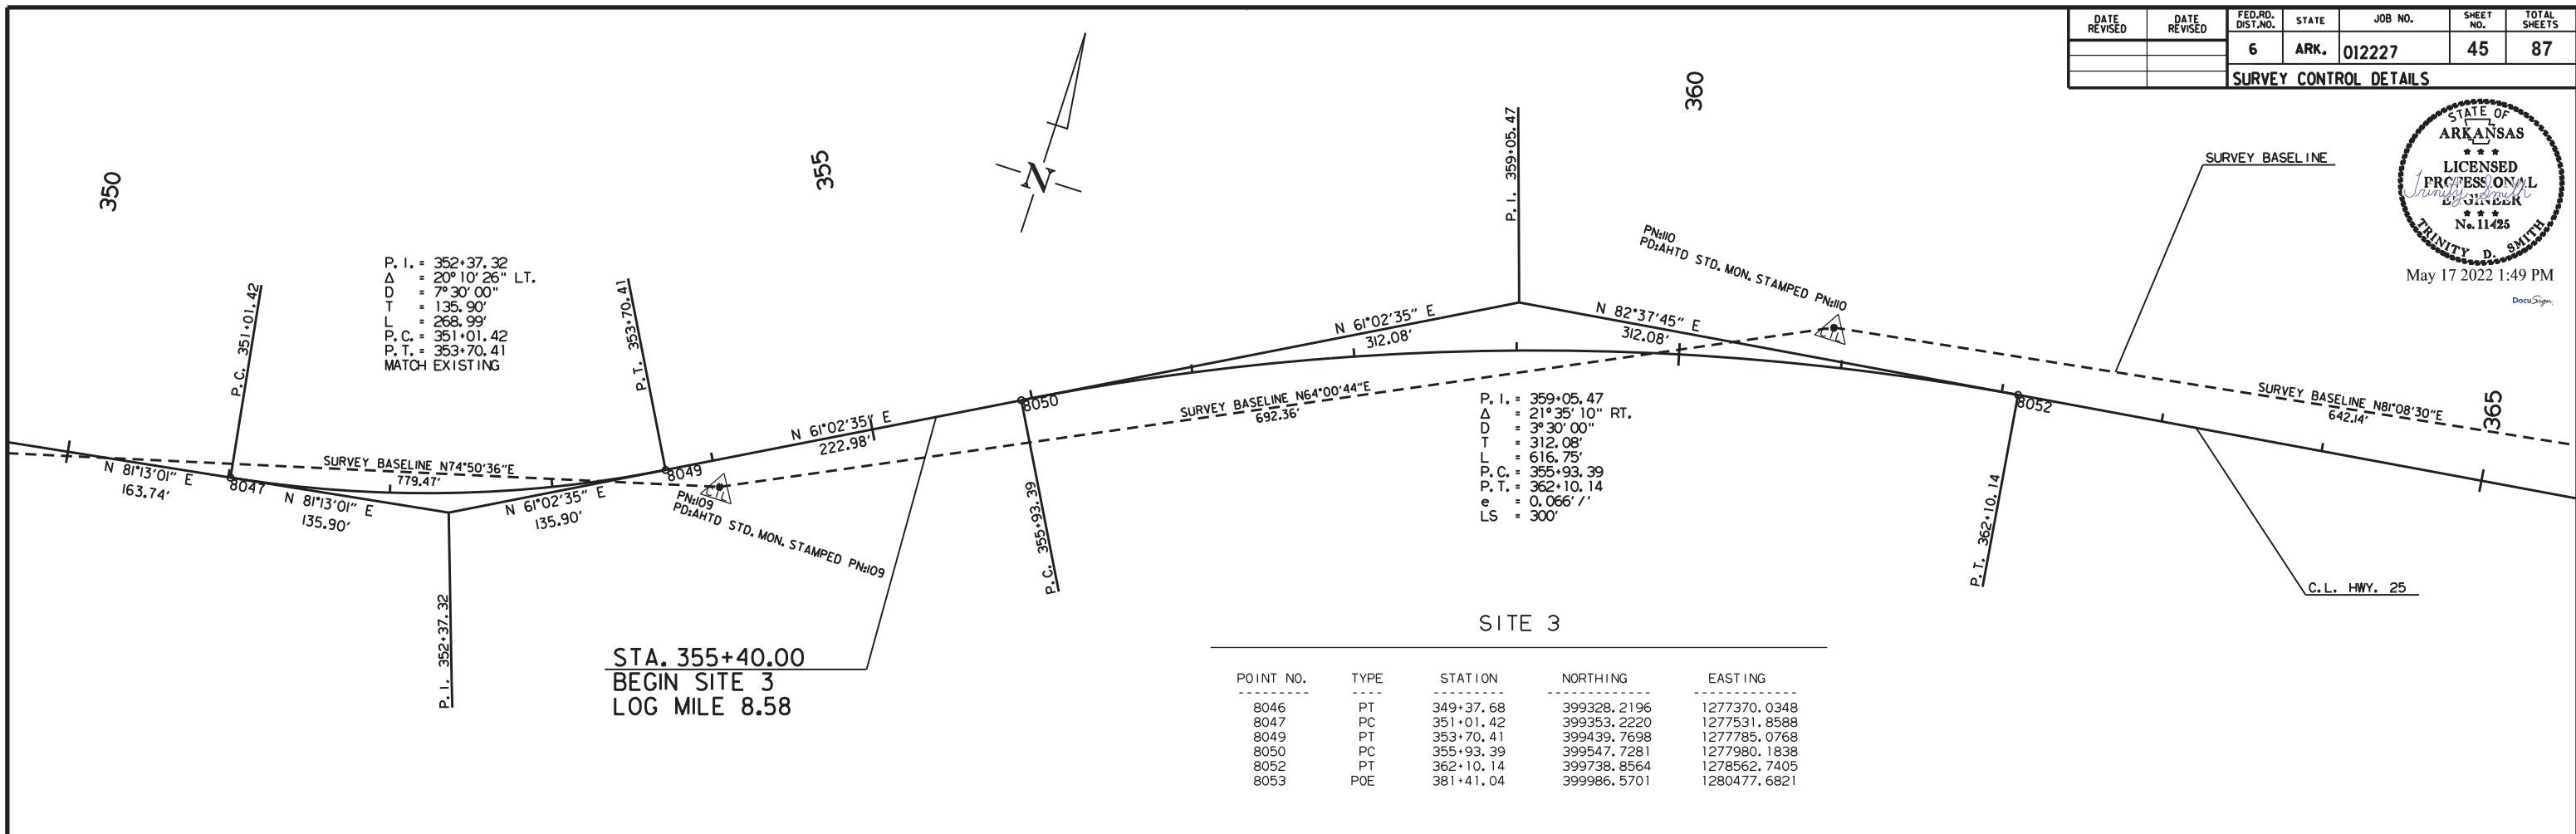 DATE REVISED
DATE REVISED
FED.RD. DIST.NO.
STATE
JOB NO.
SHEET NO.
TOTAL SHEETS
6
ARK.
012227
45
87
SURVEY CONTROL DETAILS
STATE OF
ARKANSAS
★ ★ ★
LICENSED
PROFESSIONAL
ENGINEER
★ ★ ★
No. 11425
TRINITY D. SMITH
Trinity Smith
May 17 2022 1:49 PM
DocuSign
350
355
360
365
N
SURVEY BASELINE
P.I. 359+05.47
PN:110
PD:AHTD STD. MON. STAMPED PN:110
CTL
P.C. 351+01.42
P.I. = 352+37.32
Δ = 20°10'26" LT.
D = 7°30'00"
T = 135.90'
L = 268.99'
P.C. = 351+01.42
P.T. = 353+70.41
MATCH EXISTING
P.T. 353+70.41
N 61°02'35" E
312.08'
N 82°37'45" E
312.08'
8050
SURVEY BASELINE N64°00'44"E
692.36'
8052
SURVEY BASELINE N81°08'30"E
642.14'
N 61°02'35" E
222.98'
N 81°13'01" E
163.74'
8047
SURVEY BASELINE N74°50'36"E
779.47'
8049
N 81°13'01" E
135.90'
N 61°02'35" E
135.90'
CTL
PN:109
PD:AHTD STD. MON. STAMPED PN:109
P.I. = 359+05.47
Δ = 21°35'10" RT.
D = 3°30'00"
T = 312.08'
L = 616.75'
P.C. = 355+93.39
P.T. = 362+10.14
e = 0.066'/'
LS = 300'
P.C. 355+93.39
P.T. 362+10.14
P.I. 352+37.32
C.L. HWY. 25
STA. 355+40.00
BEGIN SITE 3
LOG MILE 8.58
SITE 3
POINT NO. TYPE STATION NORTHING EASTING
8046 PT 349+37.68 399328.2196 1277370.0348
8047 PC 351+01.42 399353.2220 1277531.8588
8049 PT 353+70.41 399439.7698 1277785.0768
8050 PC 355+93.39 399547.7281 1277980.1838
8052 PT 362+10.14 399738.8564 1278562.7405
8053 POE 381+41.04 399986.5701 1280477.6821